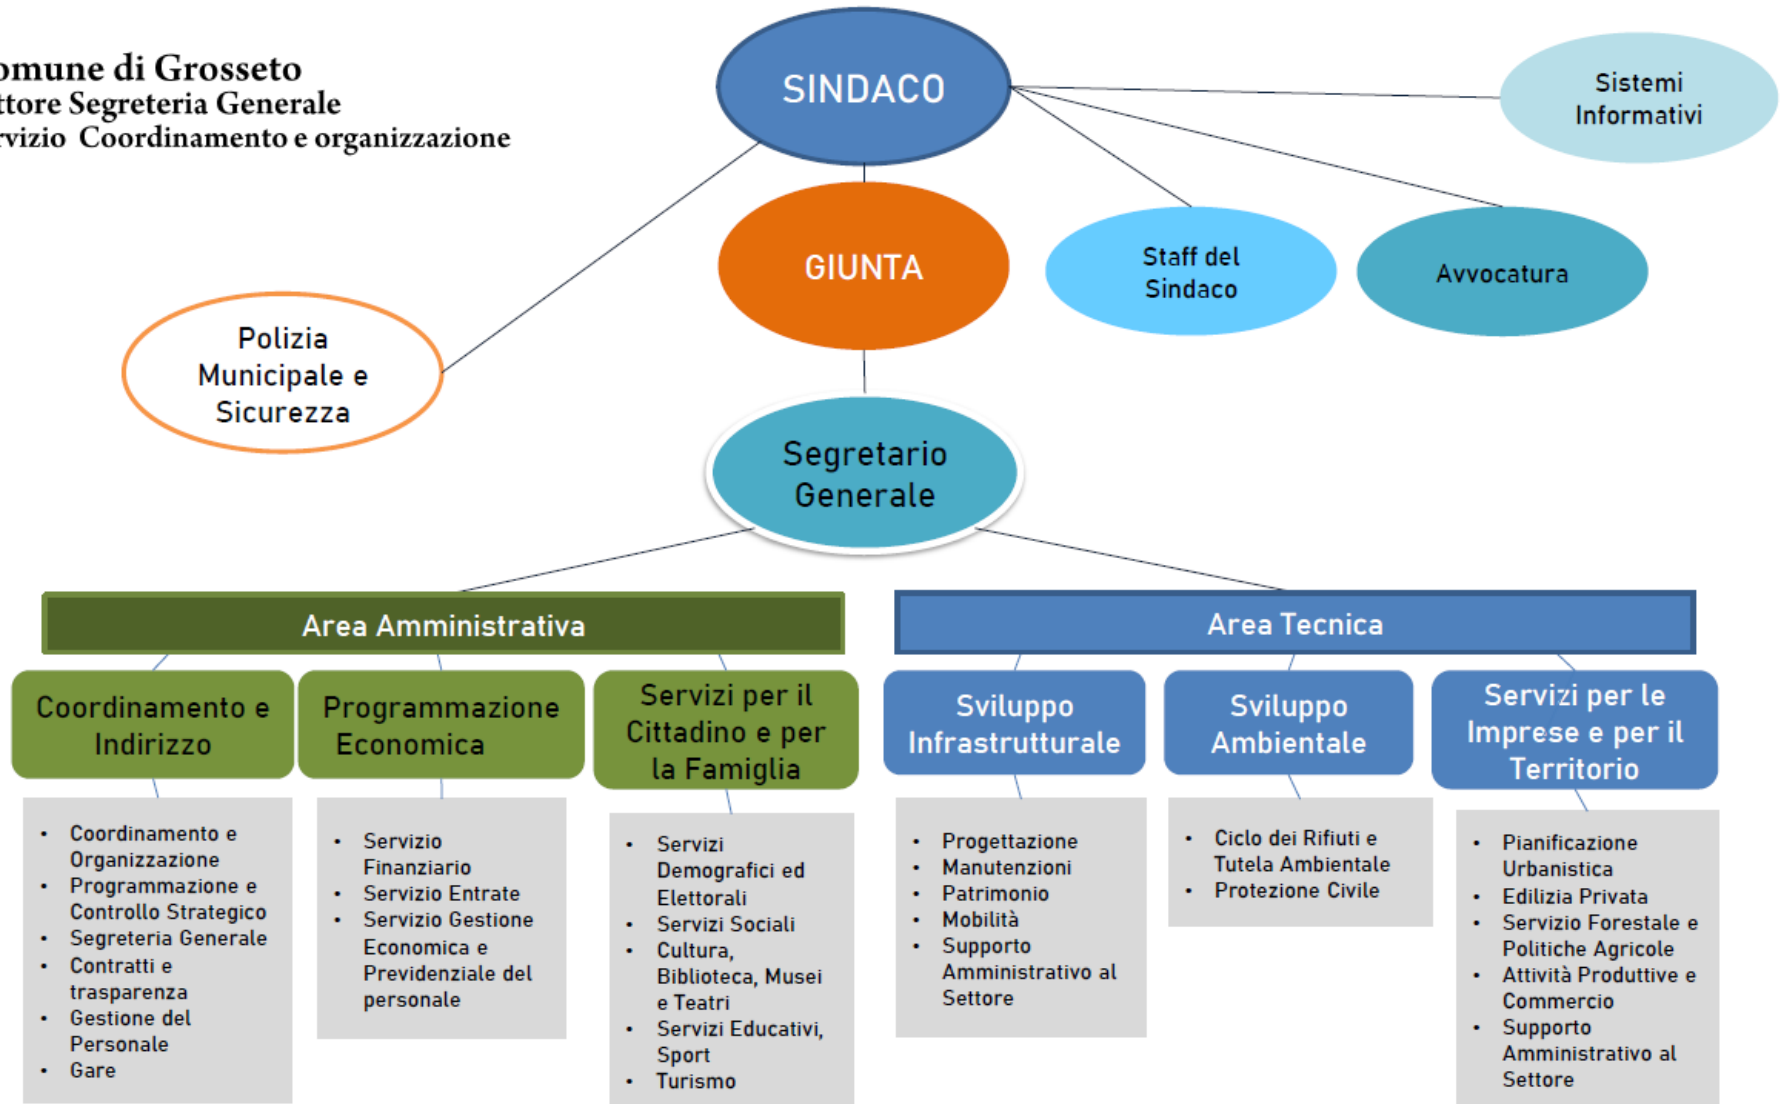 omune di Grosseto
ttore Segreteria Generale
rvizio Coordinamento e organizzazione
SINDACO
Sistemi
Informativi
GIUNTA
Staff del
Sindaco
Avvocatura
Polizia
Municipale e
Sicurezza
Segretario
Generale
Area Amministrativa
Area Tecnica
Coordinamento e
Indirizzo
Programmazione
Economica
Servizi per il
Cittadino e per
la Famiglia
Sviluppo
Infrastrutturale
Sviluppo
Ambientale
Servizi per le
Imprese e per il
Territorio
• Coordinamento e
Organizzazione
• Programmazione e
Controllo Strategico
• Segreteria Generale
• Contratti e
trasparenza
• Gestione del
Personale
• Gare
• Servizio
Finanziario
• Servizio Entrate
• Servizio Gestione
Economica e
Previdenziale del
personale
• Servizi
Demografici ed
Elettorali
• Servizi Sociali
• Cultura,
Biblioteca, Musei
e Teatri
• Servizi Educativi,
Sport
• Turismo
• Progettazione
• Manutenzioni
• Patrimonio
• Mobilità
• Supporto
Amministrativo al
Settore
• Ciclo dei Rifiuti e
Tutela Ambientale
• Protezione Civile
• Pianificazione
Urbanistica
• Edilizia Privata
• Servizio Forestale e
Politiche Agricole
• Attività Produttive e
Commercio
• Supporto
Amministrativo al
Settore